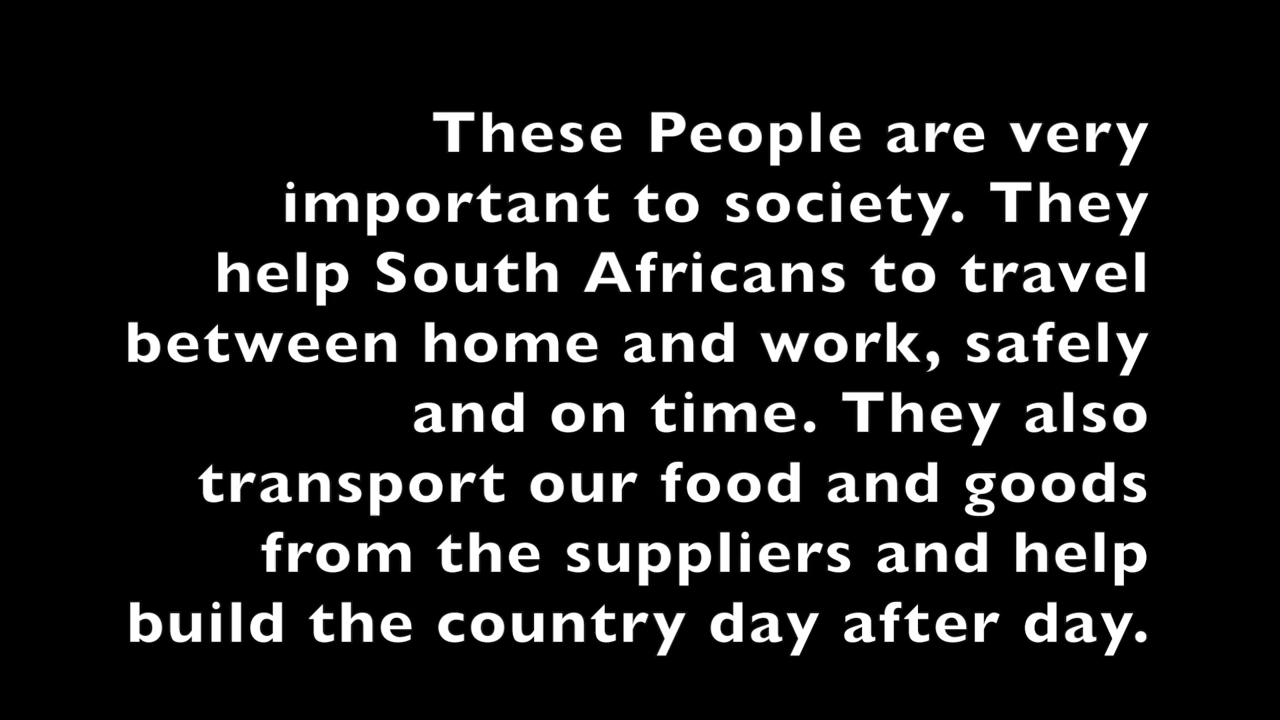 These People are very
important to society. They
help South Africans to travel
between home and work, safely
and on time. They also
transport our food and goods
from the suppliers and help
build the country day after day.